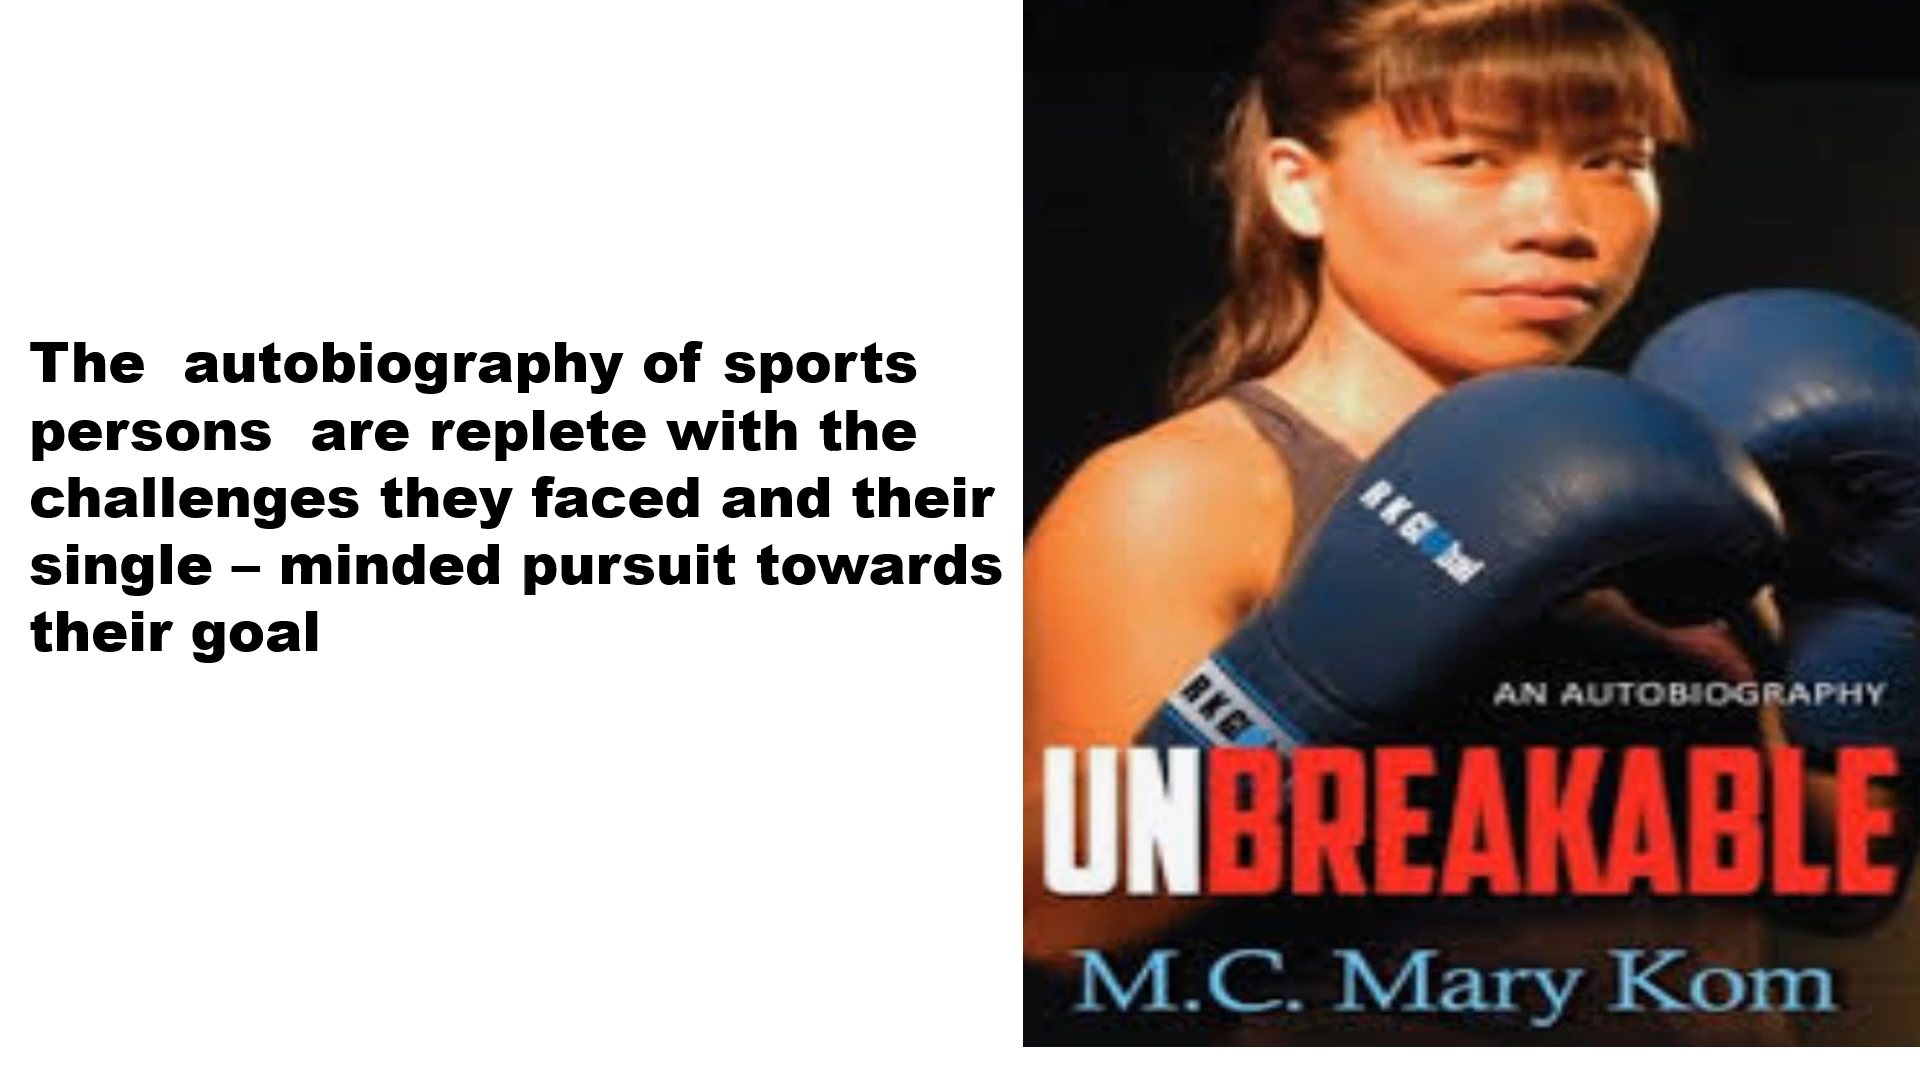 The  autobiography of sports
persons  are replete with the
challenges they faced and their
single – minded pursuit towards
their goal
AN AUTOBIOGRAPHY
UNBREAKABLE
M.C. Mary Kom